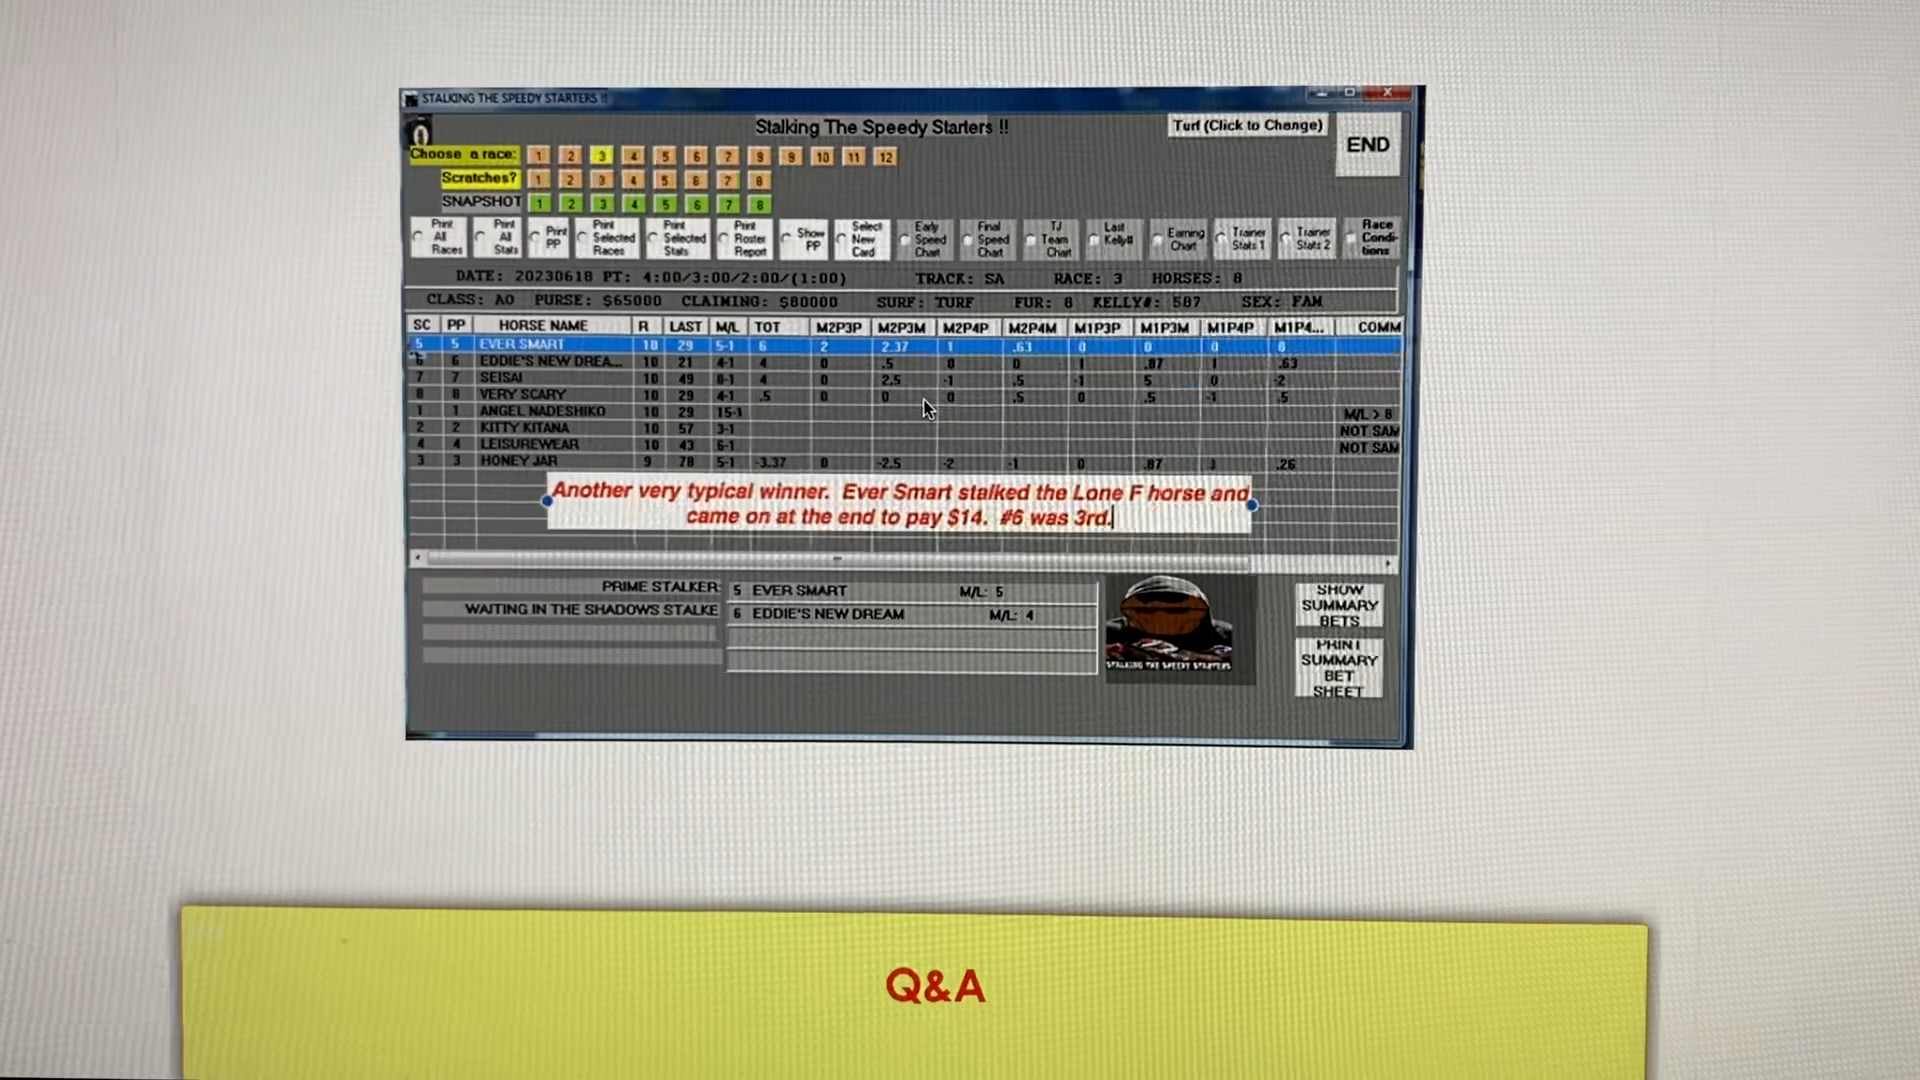 STALKING THE SPEEDY STARTERS !!
Stalking The Speedy Starters !!
Turf (Click to Change)
END
Choose a race: 1 2 3 4 5 6 7 8 9 10 11 12
Scratches? 1 2 3 4 5 6 7 8
SNAPSHOT 1 2 3 4 5 6 7 8
Print All Races Print All Stats Print PP Print Selected Races Print Selected Stats Print Roster Report Show PP Select New Card Early Speed Chart Final Speed Chart TJ Team Chart Last Kelly# Earning Chart Trainer Stats 1 Trainer Stats 2 Race Condi- tions
DATE: 20230618 PT: 4:00/3:00/2:00/(1:00) TRACK: SA RACE: 3 HORSES: 8
CLASS: AO PURSE: $65000 CLAIMING: $80000 SURF: TURF FUR: 8 KELLY#: 587 SEX: FAM
SC PP HORSE NAME R LAST M/L TOT M2P3P M2P3M M2P4P M2P4M M1P3P M1P3M M1P4P M1P4... COMM
5 5 EVER SMART 10 29 5-1 6 2 2.37 1 .63 0 0 0 0
6 6 EDDIE'S NEW DREA... 10 21 4-1 4 0 .5 0 0 1 .87 1 .63
7 7 SEISAI 10 49 8-1 4 0 2.5 -1 .5 -1 5 0 -2
8 8 VERY SCARY 10 29 4-1 .5 0 0 0 .5 0 .5 -1 .5
1 1 ANGEL NADESHIKO 10 29 15-1 M/L > 8
2 2 KITTY KITANA 10 57 3-1 NOT SAM
4 4 LEISUREWEAR 10 43 6-1 NOT SAM
3 3 HONEY JAR 9 78 5-1 -3.37 0 -2.5 -2 -1 0 .87 1 .26
Another very typical winner. Ever Smart stalked the Lone F horse and
came on at the end to pay $14. #6 was 3rd.
PRIME STALKER: 5 EVER SMART M/L: 5
WAITING IN THE SHADOWS STALKE 6 EDDIE'S NEW DREAM M/L: 4
STALKING THE SPEEDY STARTERS
SHOW SUMMARY BETS
PRINT SUMMARY BET SHEET
Q&A